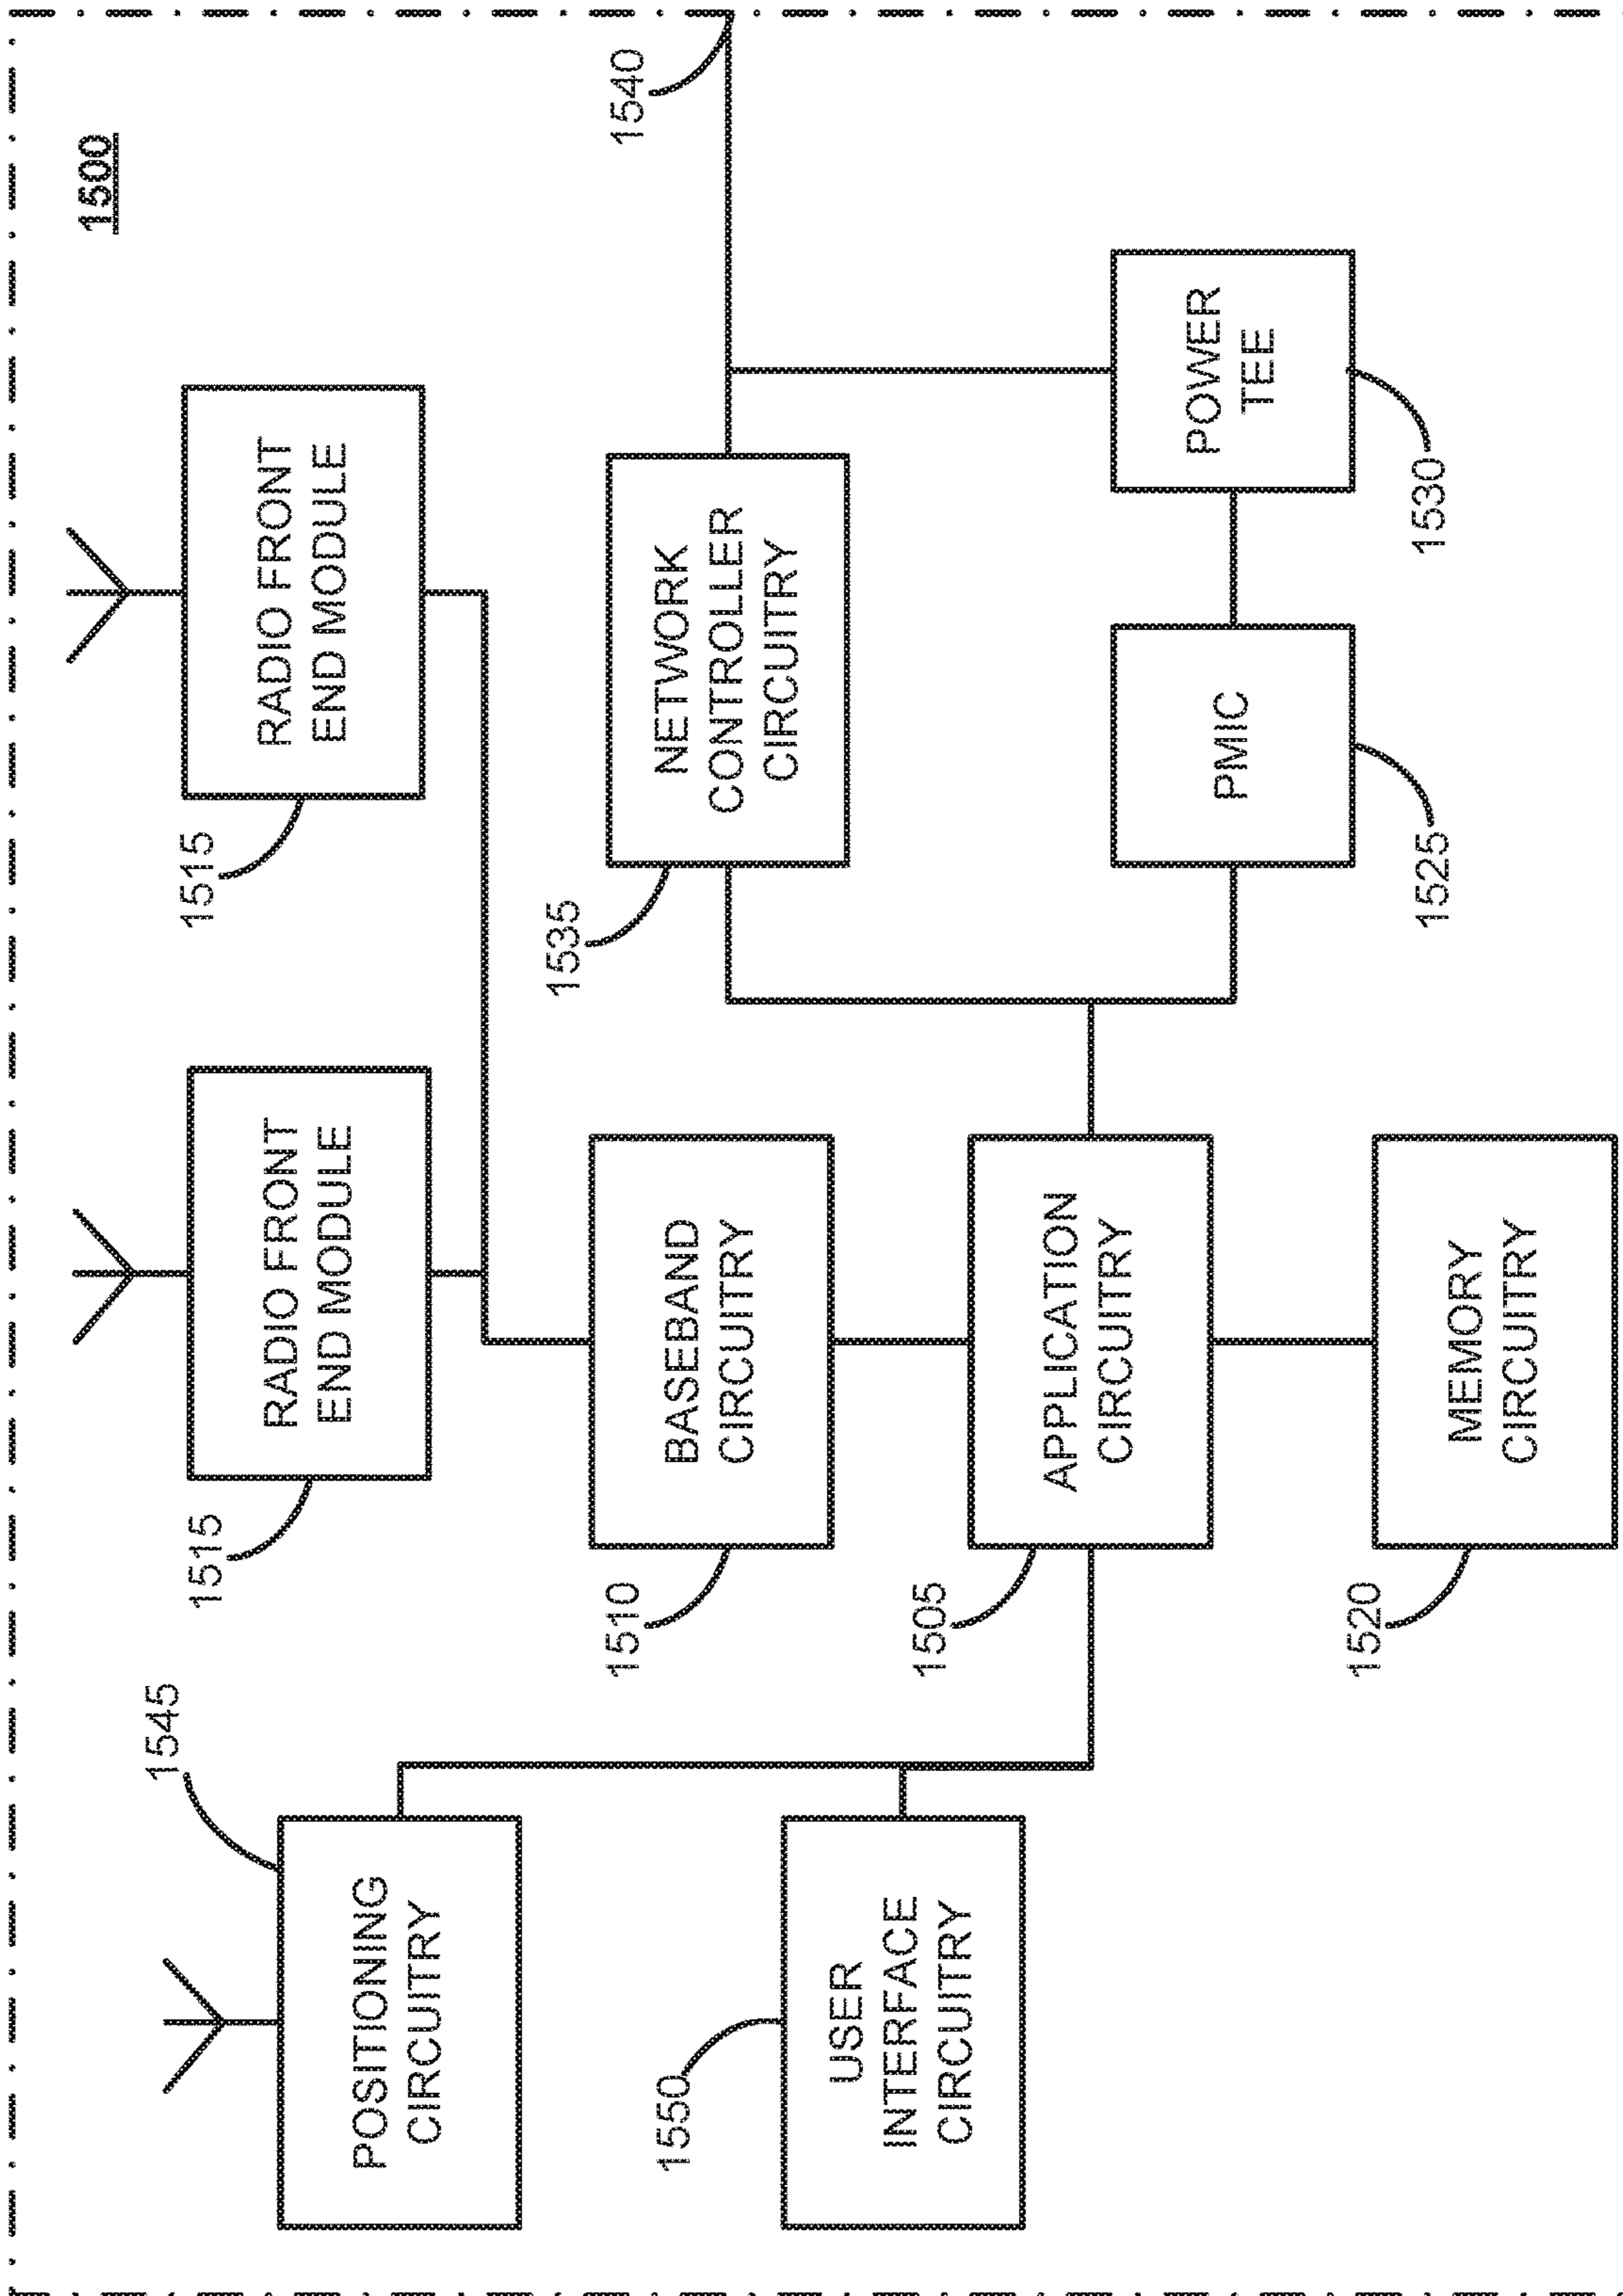 1500
1545
POSITIONING
CIRCUITRY
1550
USER
INTERFACE
CIRCUITRY
1515
RADIO FRONT
END MODULE
1515
RADIO FRONT
END MODULE
1510
BASEBAND
CIRCUITRY
1505
APPLICATION
CIRCUITRY
1520
MEMORY
CIRCUITRY
1535
NETWORK
CONTROLLER
CIRCUITRY
1540
PMIC
1525
POWER
TEE
1530